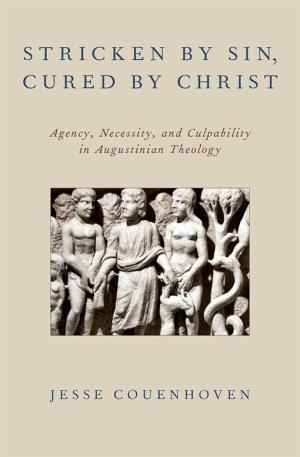 STRICKEN BY SIN,
CURED BY CHRIST
Agency, Necessity, and Culpability
in Augustinian Theology
JESSE COUENHOVEN